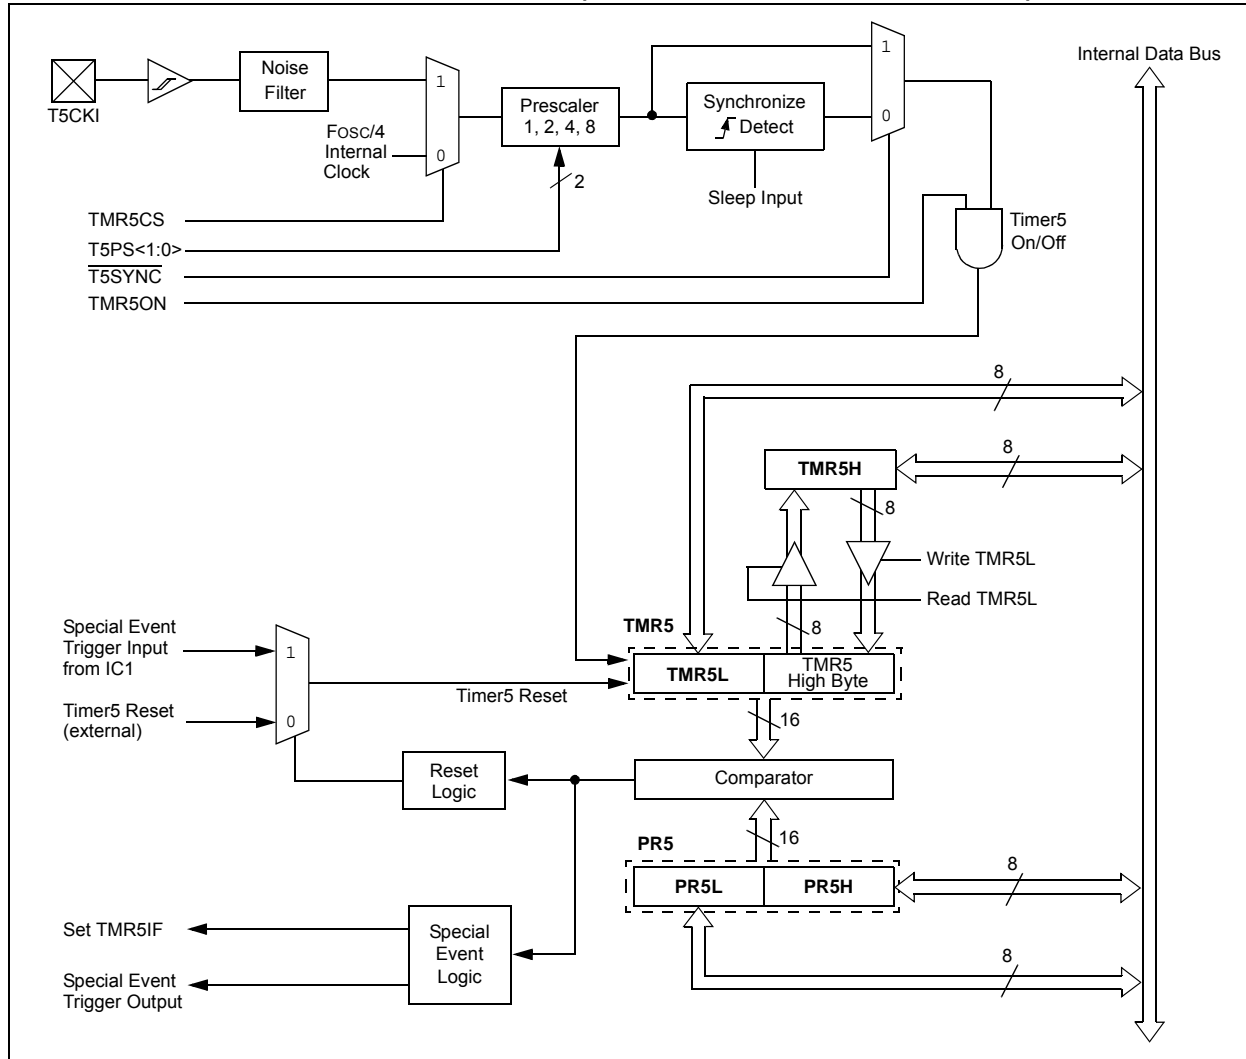 Internal Data Bus
T5CKI
Noise
Filter
1
0
FOSC/4
Internal
Clock
Prescaler
1, 2, 4, 8
2
Synchronize
Detect
Sleep Input
1
0
Timer5
On/Off
TMR5CS
T5PS<1:0>
T5SYNC
TMR5ON
8
TMR5H
8
8
Write TMR5L
Read TMR5L
8
TMR5
TMR5L
TMR5
High Byte
Special Event
Trigger Input
from IC1
1
Timer5 Reset
Timer5 Reset
(external)
0
16
Reset
Logic
Comparator
16
PR5
PR5L
PR5H
8
Set TMR5IF
Special
Event
Logic
Special Event
Trigger Output
8